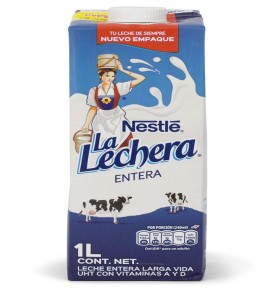 TU LECHE DE SIEMPRE
NUEVO EMPAQUE
Nestlé
La
Lechera
ENTERA
POR PORCIÓN (240ml)
1L
CONT. NET.
LECHE ENTERA LARGA VIDA
UHT CON VITAMINAS A Y D